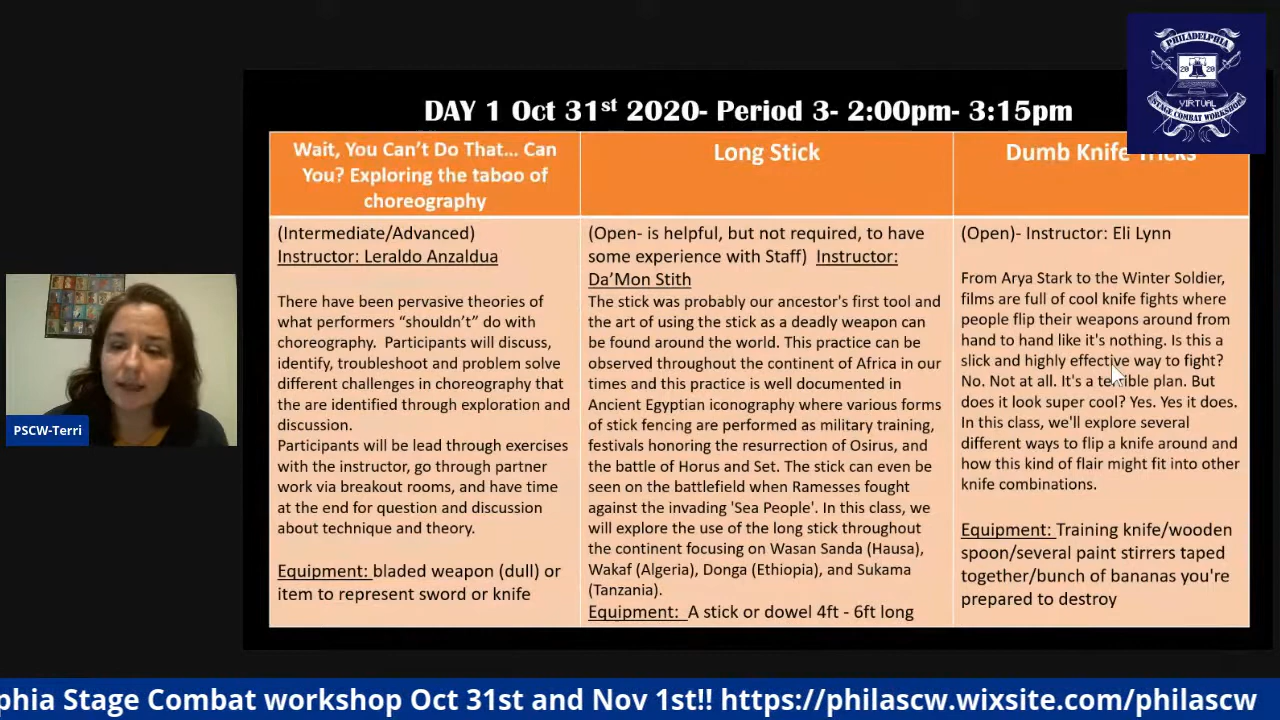 PHILADELPHIA
20 20
VIRTUAL
STAGE COMBAT WORKSHOP
DAY 1 Oct 31st 2020- Period 3- 2:00pm- 3:15pm
Wait, You Can't Do That... Can
You? Exploring the taboo of
choreography
(Intermediate/Advanced)
Instructor: Leraldo Anzaldua
There have been pervasive theories of
what performers “shouldn’t” do with
choreography. Participants will discuss,
identify, troubleshoot and problem solve
different challenges in choreography that
the are identified through exploration and
discussion.
Participants will be lead through exercises
with the instructor, go through partner
work via breakout rooms, and have time
at the end for question and discussion
about technique and theory.
Equipment: bladed weapon (dull) or
item to represent sword or knife
Long Stick
(Open- is helpful, but not required, to have
some experience with Staff) Instructor:
Da’Mon Stith
The stick was probably our ancestor's first tool and
the art of using the stick as a deadly weapon can
be found around the world. This practice can be
observed throughout the continent of Africa in our
times and this practice is well documented in
Ancient Egyptian iconography where various forms
of stick fencing are performed as military training,
festivals honoring the resurrection of Osirus, and
the battle of Horus and Set. The stick can even be
seen on the battlefield when Ramesses fought
against the invading 'Sea People'. In this class, we
will explore the use of the long stick throughout
the continent focusing on Wasan Sanda (Hausa),
Wakaf (Algeria), Donga (Ethiopia), and Sukama
(Tanzania).
Equipment: A stick or dowel 4ft - 6ft long
Dumb Knife Tricks
(Open)- Instructor: Eli Lynn
From Arya Stark to the Winter Soldier,
films are full of cool knife fights where
people flip their weapons around from
hand to hand like it's nothing. Is this a
slick and highly effective way to fight?
No. Not at all. It's a terrible plan. But
does it look super cool? Yes. Yes it does.
In this class, we'll explore several
different ways to flip a knife around and
how this kind of flair might fit into other
knife combinations.
Equipment: Training knife/wooden
spoon/several paint stirrers taped
together/bunch of bananas you're
prepared to destroy
PSCW-Terri
phia Stage Combat workshop Oct 31st and Nov 1st!! https://philascw.wixsite.com/philascw